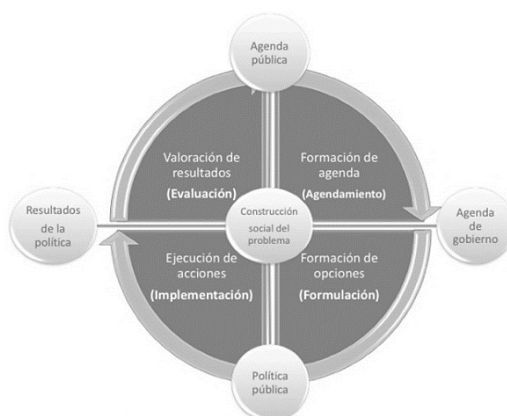 Agenda
pública
Valoración de
resultados
(Evaluación)
Formación de
agenda
(Agendamiento)
Resultados
de la
política
Construcción
social del
problema
Agenda
de
gobierno
Ejecución de
acciones
(Implementación)
Formación de
opciones
(Formulación)
Política
pública